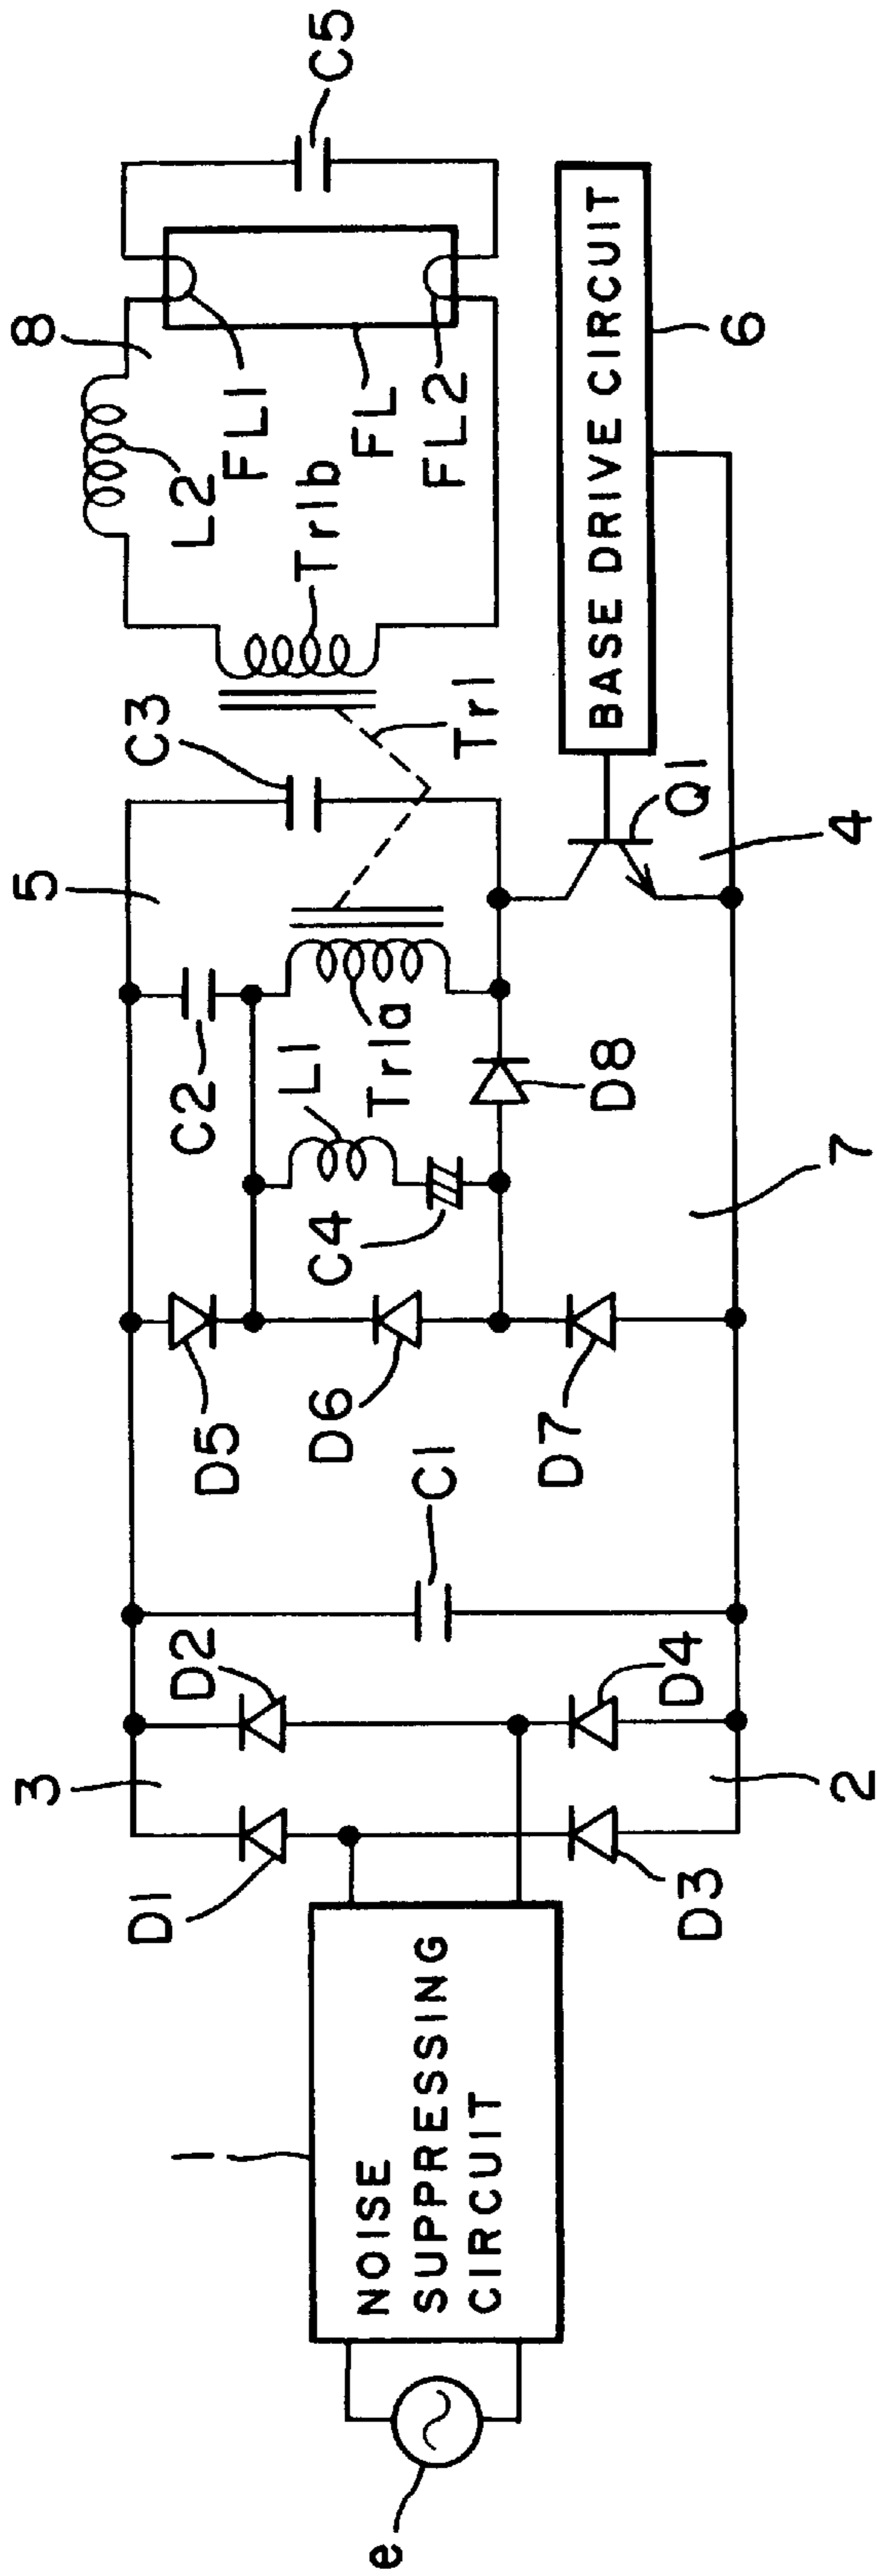 e
1
NOISE
SUPPRESSING
CIRCUIT
3
2
D1
D2
D3
D4
C1
D5
D6
D7
7
C4
L1
C2
Tr1a
D8
5
C3
Tr1
Q1
4
BASE DRIVE CIRCUIT
6
Tr1b
L2
8
FL1
FL
FL2
C5